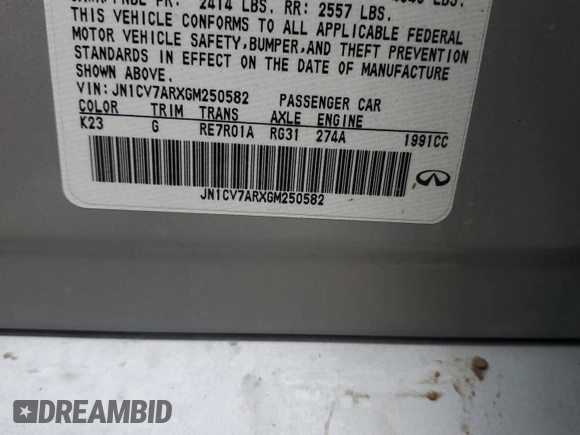 2414 LBS. RR: 2557 LBS.
THIS VEHICLE CONFORMS TO ALL APPLICABLE FEDERAL
MOTOR VEHICLE SAFETY, BUMPER, AND THEFT PREVENTION
STANDARDS IN EFFECT ON THE DATE OF MANUFACTURE
SHOWN ABOVE.
VIN: JN1CV7ARXGM250582 PASSENGER CAR
COLOR TRIM TRANS AXLE ENGINE
K23 G RE7R01A RG31 274A 1991CC
JN1CV7ARXGM250582
DREAMBID